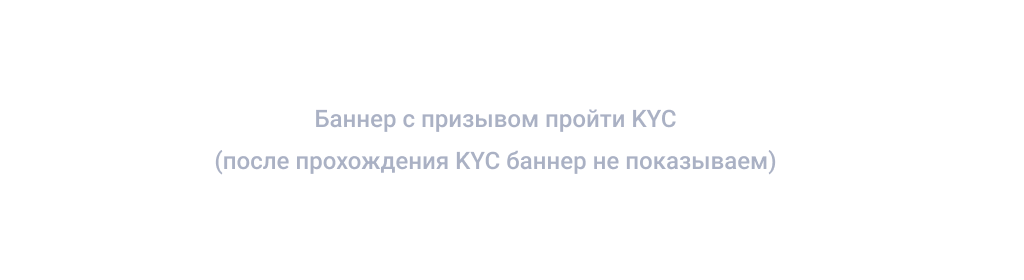 Баннер с призывом пройти KYC
(после прохождения KYC баннер не показываем)